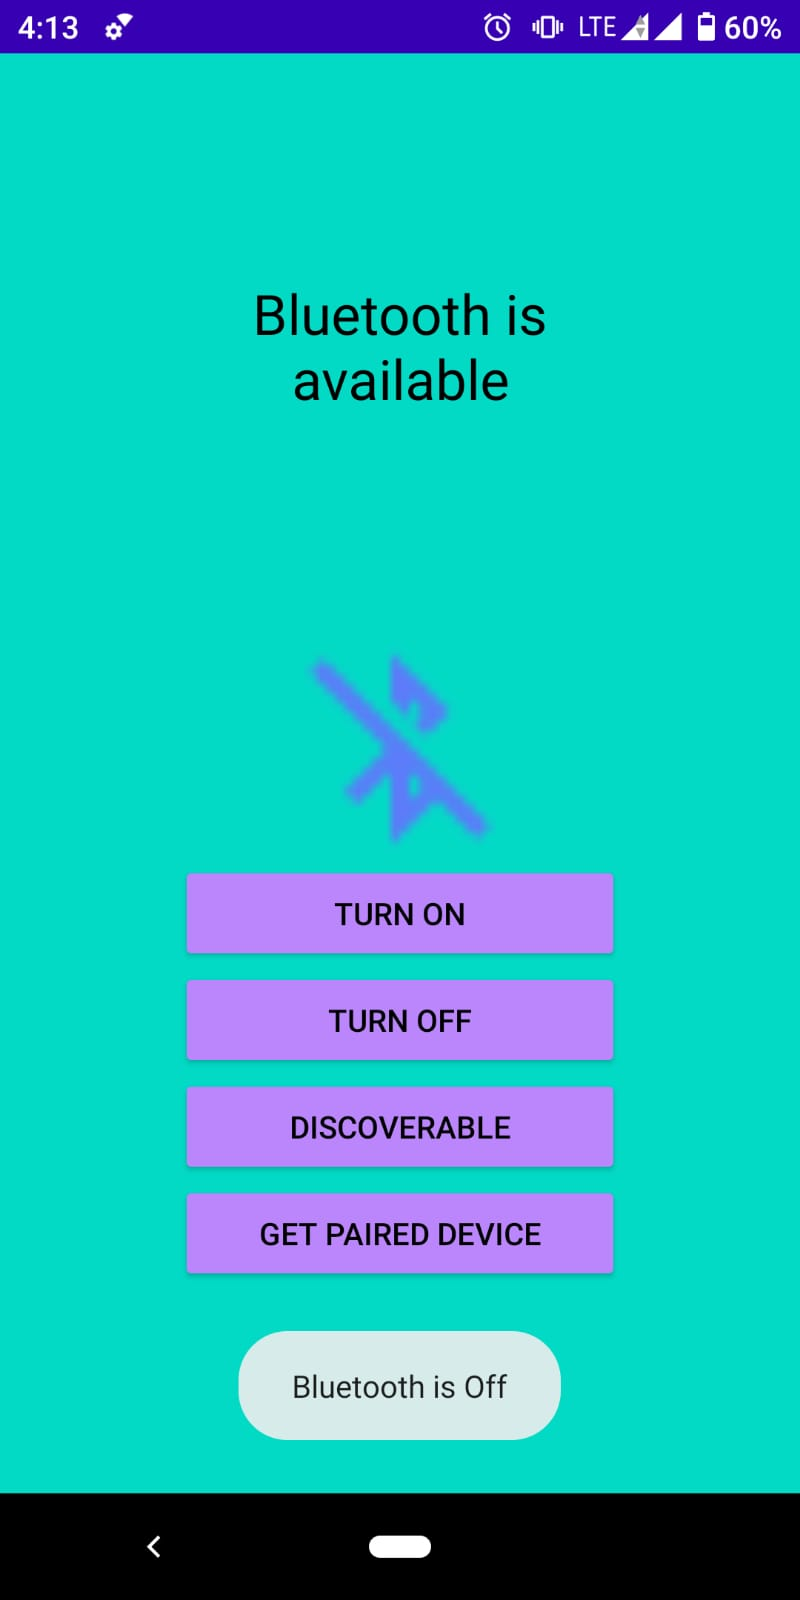 4:13 LTE 60%
Bluetooth is
available
TURN ON
TURN OFF
DISCOVERABLE
GET PAIRED DEVICE
Bluetooth is Off